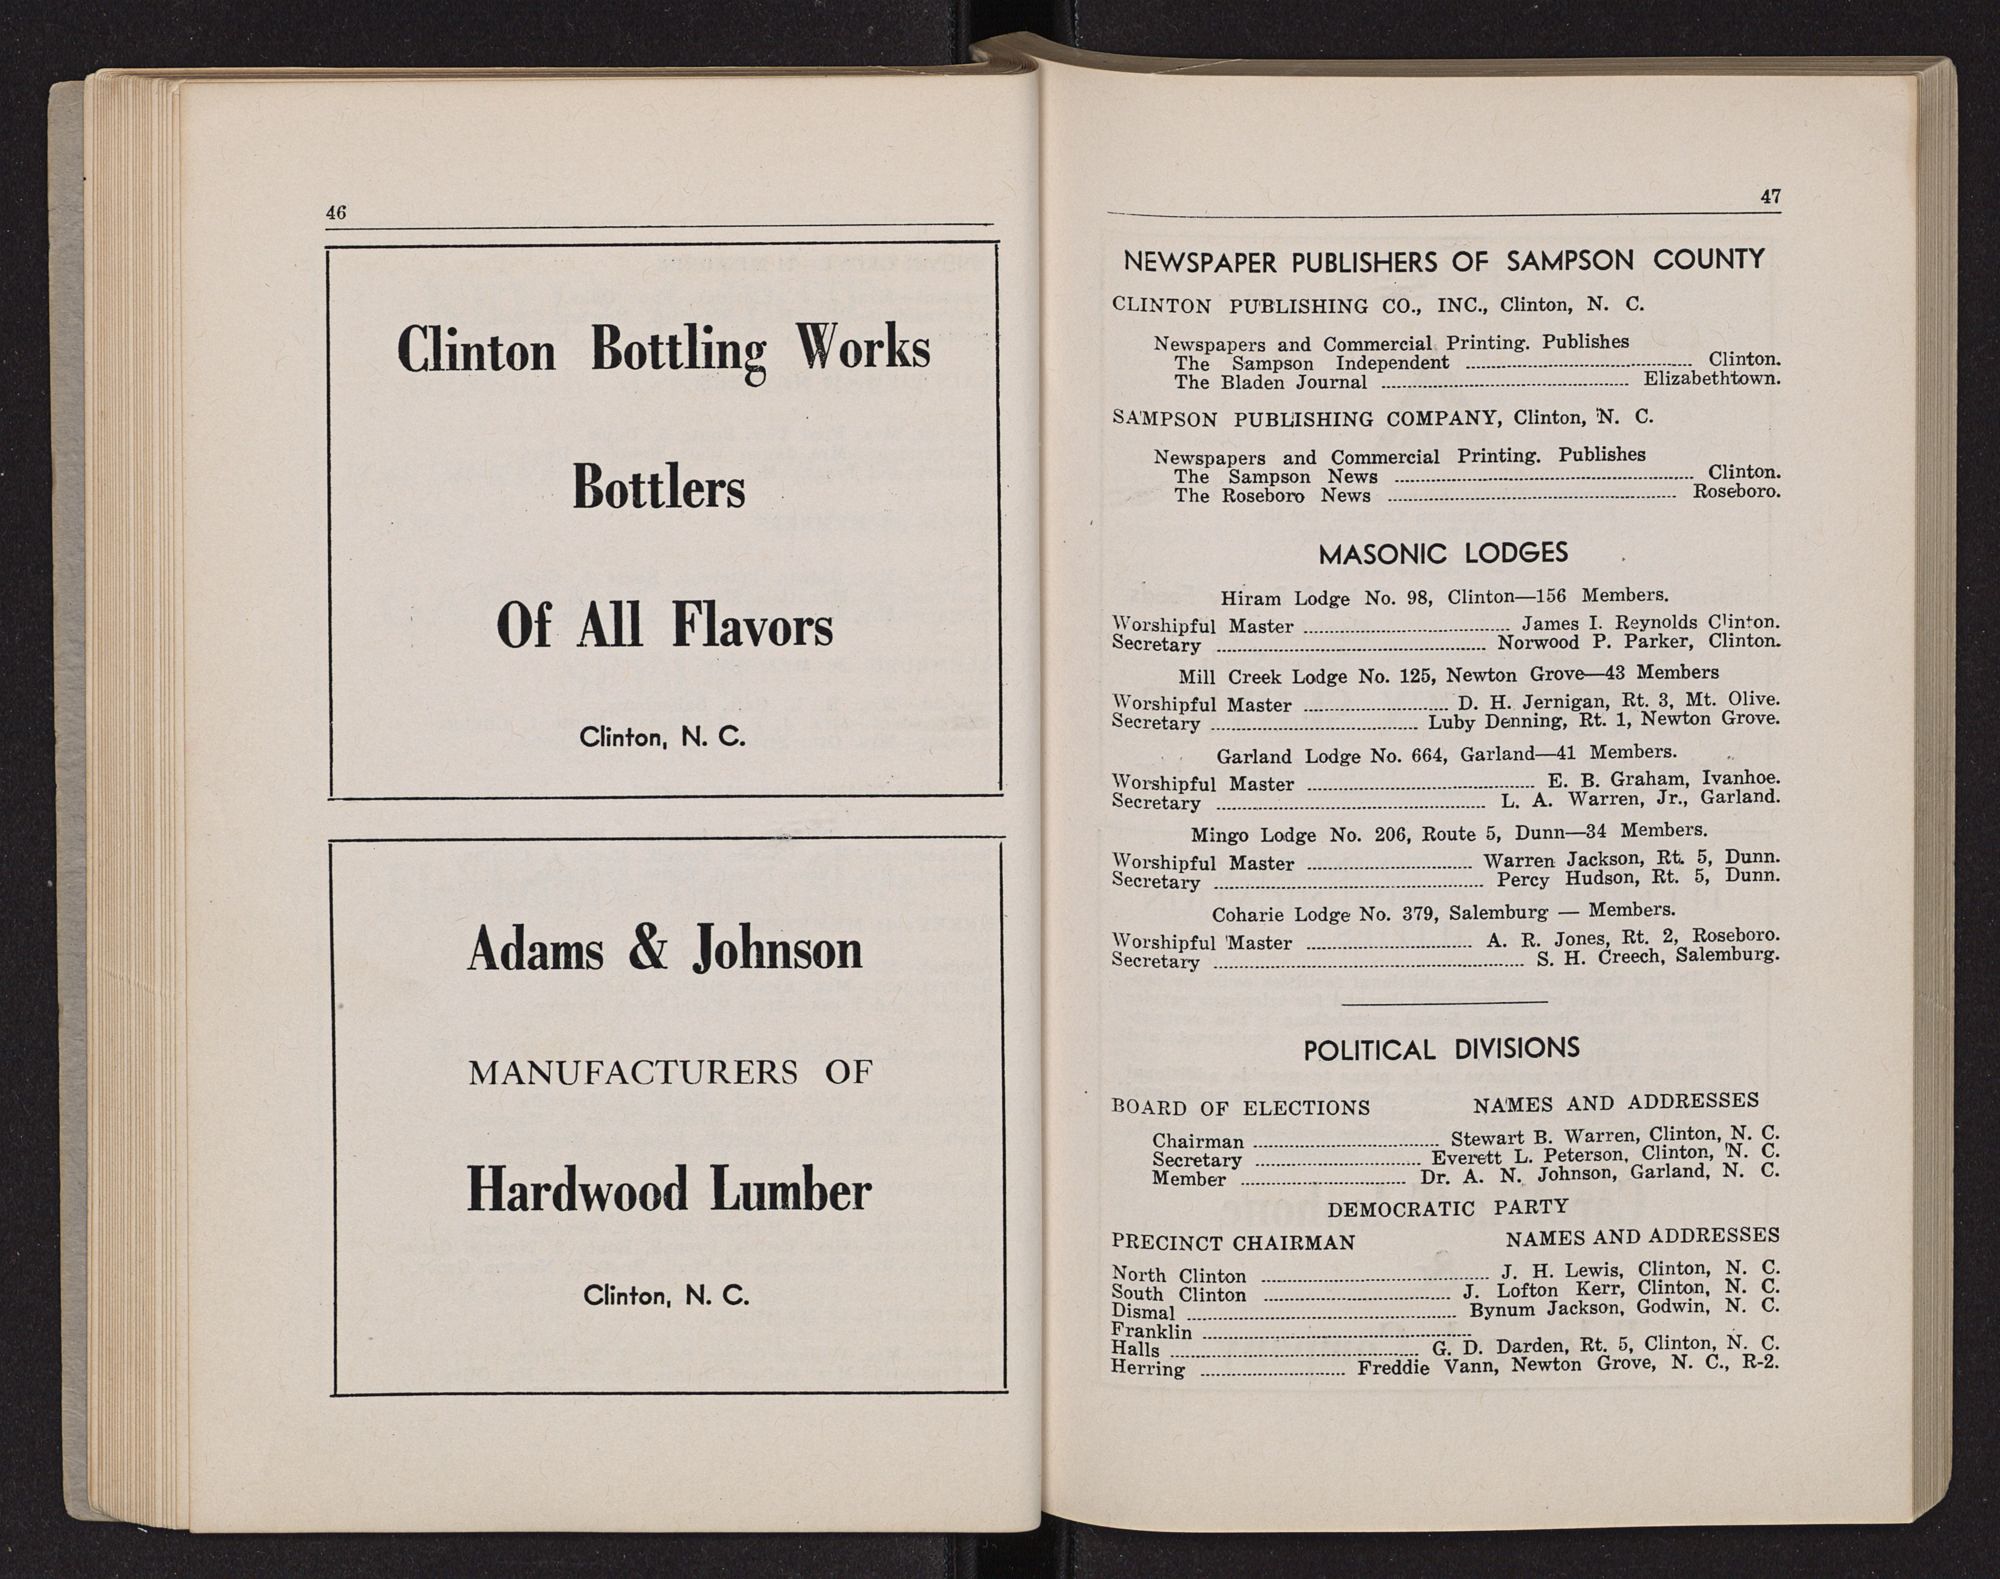 46
Clinton Bottling Works
Bottlers
Of All Flavors
Clinton, N. C.
Adams & Johnson
MANUFACTURERS OF
Hardwood Lumber
Clinton, N. C.
47
NEWSPAPER PUBLISHERS OF SAMPSON COUNTY
CLINTON PUBLISHING CO., INC., Clinton, N. C.
Newspapers and Commercial Printing. Publishes
The Sampson Independent ........ Clinton.
The Bladen Journal ........ Elizabethtown.
SAMPSON PUBLISHING COMPANY, Clinton, N. C.
Newspapers and Commercial Printing. Publishes
The Sampson News ........ Clinton.
The Roseboro News ........ Roseboro.
MASONIC LODGES
Hiram Lodge No. 98, Clinton—156 Members.
Worshipful Master ........ James I. Reynolds Clinton.
Secretary ........ Norwood P. Parker, Clinton.
Mill Creek Lodge No. 125, Newton Grove—43 Members
Worshipful Master ........ D. H. Jernigan, Rt. 3, Mt. Olive.
Secretary ........ Luby Denning, Rt. 1, Newton Grove.
Garland Lodge No. 664, Garland—41 Members.
Worshipful Master ........ E. B. Graham, Ivanhoe.
Secretary ........ L. A. Warren, Jr., Garland.
Mingo Lodge No. 206, Route 5, Dunn—34 Members.
Worshipful Master ........ Warren Jackson, Rt. 5, Dunn.
Secretary ........ Percy Hudson, Rt. 5, Dunn.
Coharie Lodge No. 379, Salemburg — Members.
Worshipful Master ........ A. R. Jones, Rt. 2, Roseboro.
Secretary ........ S. H. Creech, Salemburg.
POLITICAL DIVISIONS
BOARD OF ELECTIONS NAMES AND ADDRESSES
Chairman ........ Stewart B. Warren, Clinton, N. C.
Secretary ........ Everett L. Peterson, Clinton, N. C.
Member ........ Dr. A. N. Johnson, Garland, N. C.
DEMOCRATIC PARTY
PRECINCT CHAIRMAN NAMES AND ADDRESSES
North Clinton ........ J. H. Lewis, Clinton, N. C.
South Clinton ........ J. Lofton Kerr, Clinton, N. C.
Dismal ........ Bynum Jackson, Godwin, N. C.
Franklin ........
Halls ........ G. D. Darden, Rt. 5, Clinton, N. C.
Herring ........ Freddie Vann, Newton Grove, N. C., R-2.